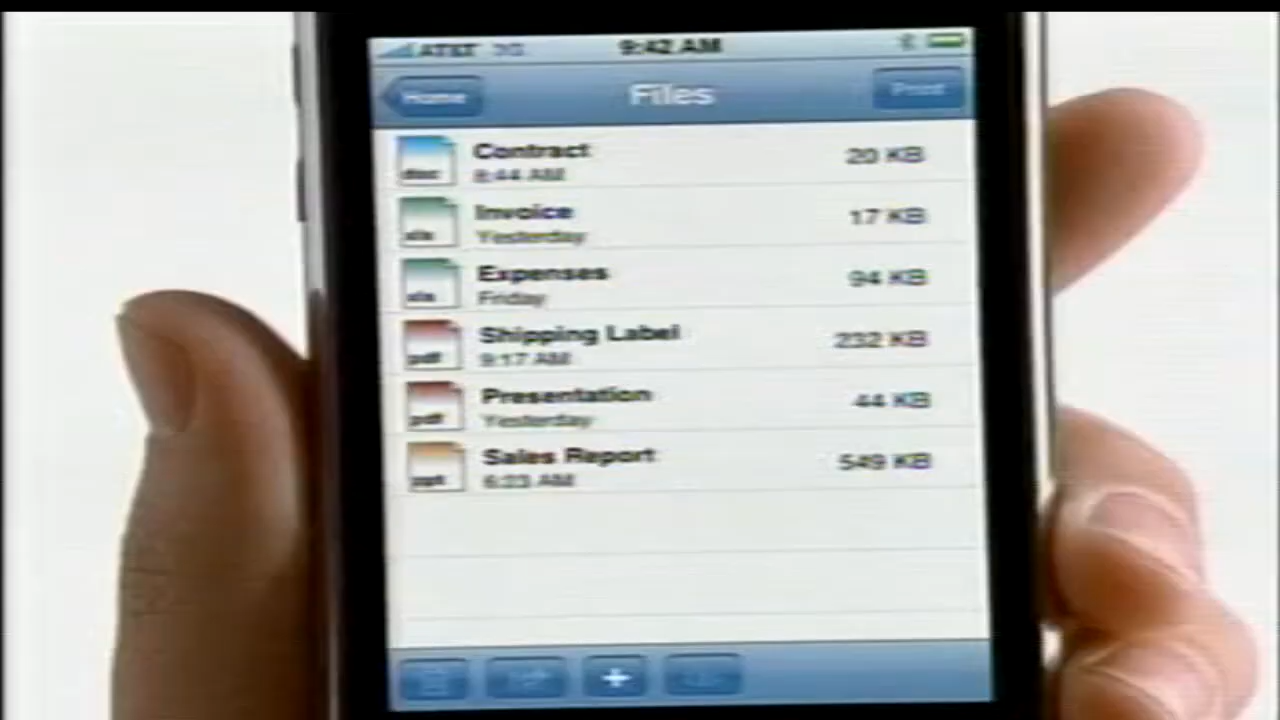 AT&T 3G 9:42 AM
Home Files Print
doc Contract 20 KB
8:44 AM
xls Invoice 17 KB
Yesterday
xls Expenses 94 KB
Friday
pdf Shipping Label 232 KB
9:17 AM
pdf Presentation 44 KB
Yesterday
ppt Sales Report 549 KB
6:23 AM